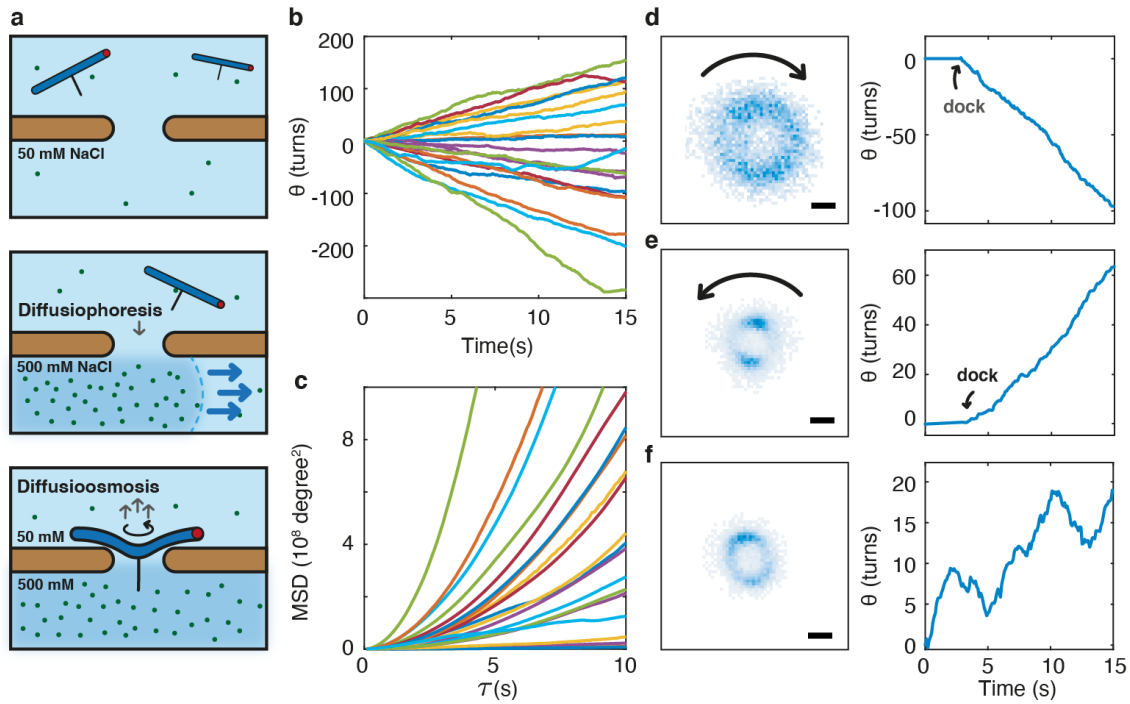 a
50 mM NaCl
Diffusiophoresis
500 mM NaCl
Diffusioosmosis
50 mM
500 mM
b
200
100
0
-100
-200
θ (turns)
5
10
15
Time(s)
c
8
4
0
MSD (10⁸ degree²)
0
5
10
τ(s)
d
0
-50
-100
θ (turns)
dock
e
60
40
20
0
θ (turns)
dock
f
20
15
10
5
0
θ (turns)
0
5
10
15
Time (s)